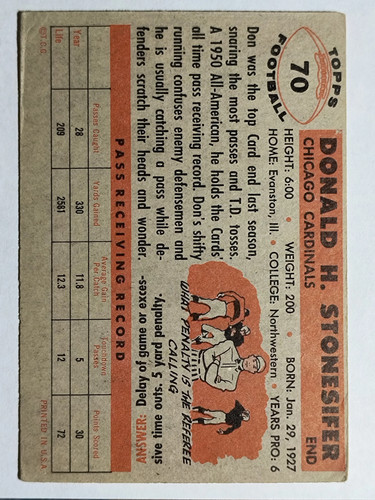 TOPPS
70
FOOTBALL
DONALD H. STONESIFER
CHICAGO CARDINALS
END
HEIGHT: 6:00 • WEIGHT: 200 • BORN: Jan. 29, 1927
HOME: Evanston, Ill. • COLLEGE: Northwestern • YEARS PRO: 6
Don was the top Card end last season,
snaring the most passes and T.D. tosses.
A 1950 All-American, he holds the Cards'
all time pass receiving record. Don's shifty
running confuses enemy defensemen and
he is usually catching a pass while de-
fenders scratch their heads and wonder.
WHAT PENALTY IS THE REFEREE
CALLING
ANSWER:
Delay of game or exces-
sive time outs, 5 yard penalty.
PASS RECEIVING RECORD
Year Passes Caught Yards Gained Average Gain Per Catch Touchdown Passes Points Scored
Year 28 330 11.8 5 30
Life 209 2581 12.3 12 72
© T.C.G. PRINTED IN U.S.A.